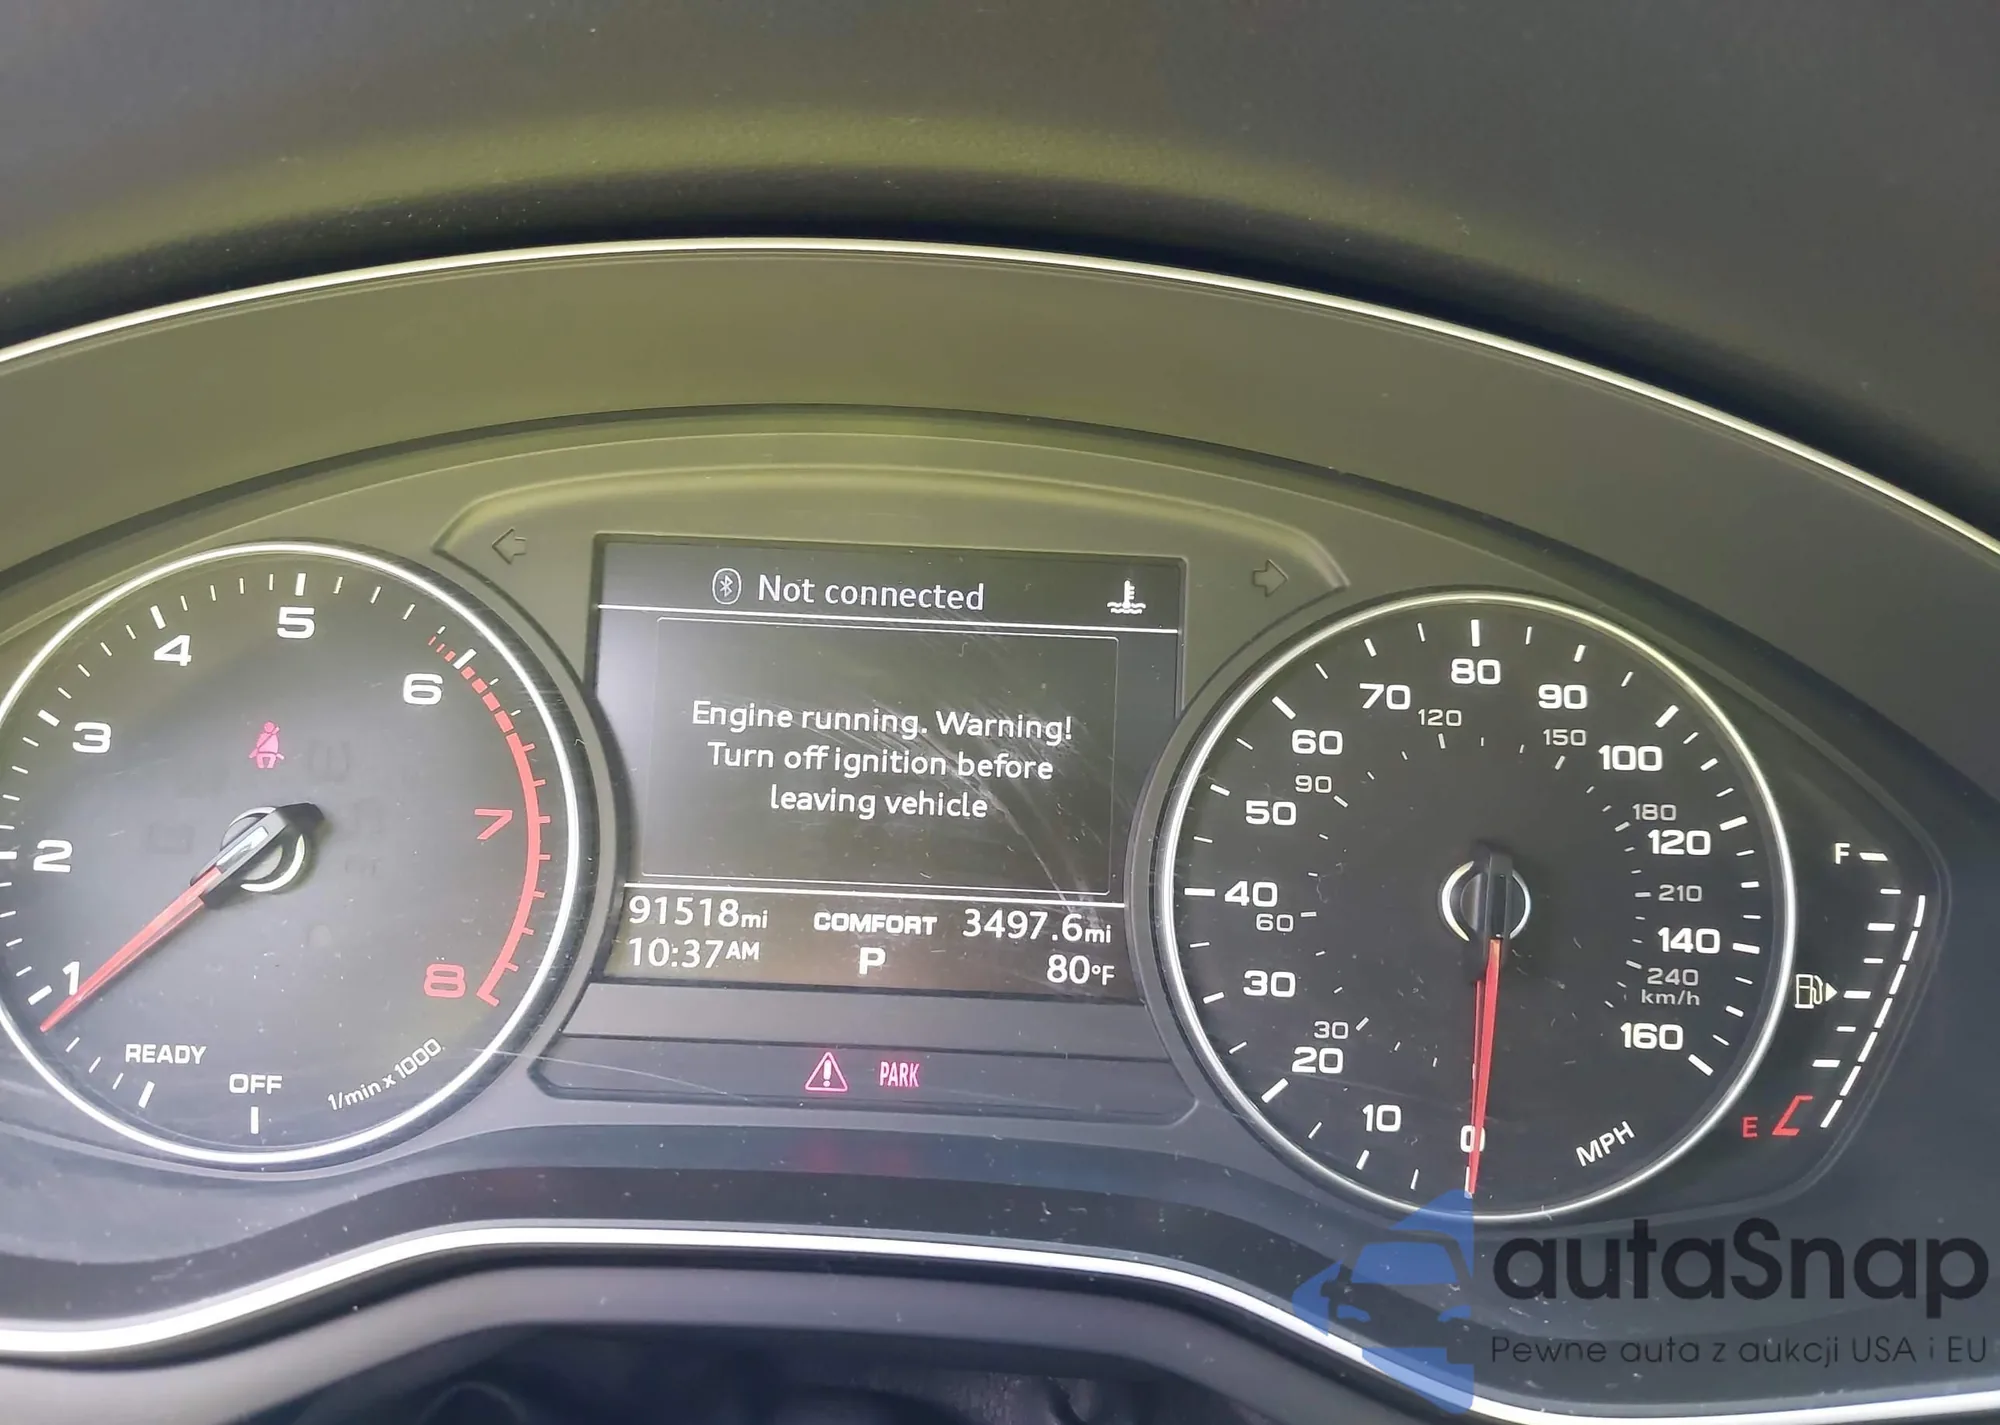 Not connected
Engine running. Warning!
Turn off ignition before
leaving vehicle
91518mi COMFORT 3497.6mi
10:37AM P 80°F
PARK
1 2 3 4 5 6 7 8
READY
OFF
1/min x 1000
0 10 20 30 40 50 60 70 80 90 100 120 140 160
30 60 90 120 150 180 210 240
km/h
MPH
F
E
autaSnap
Pewne auta z aukcji USA i EU